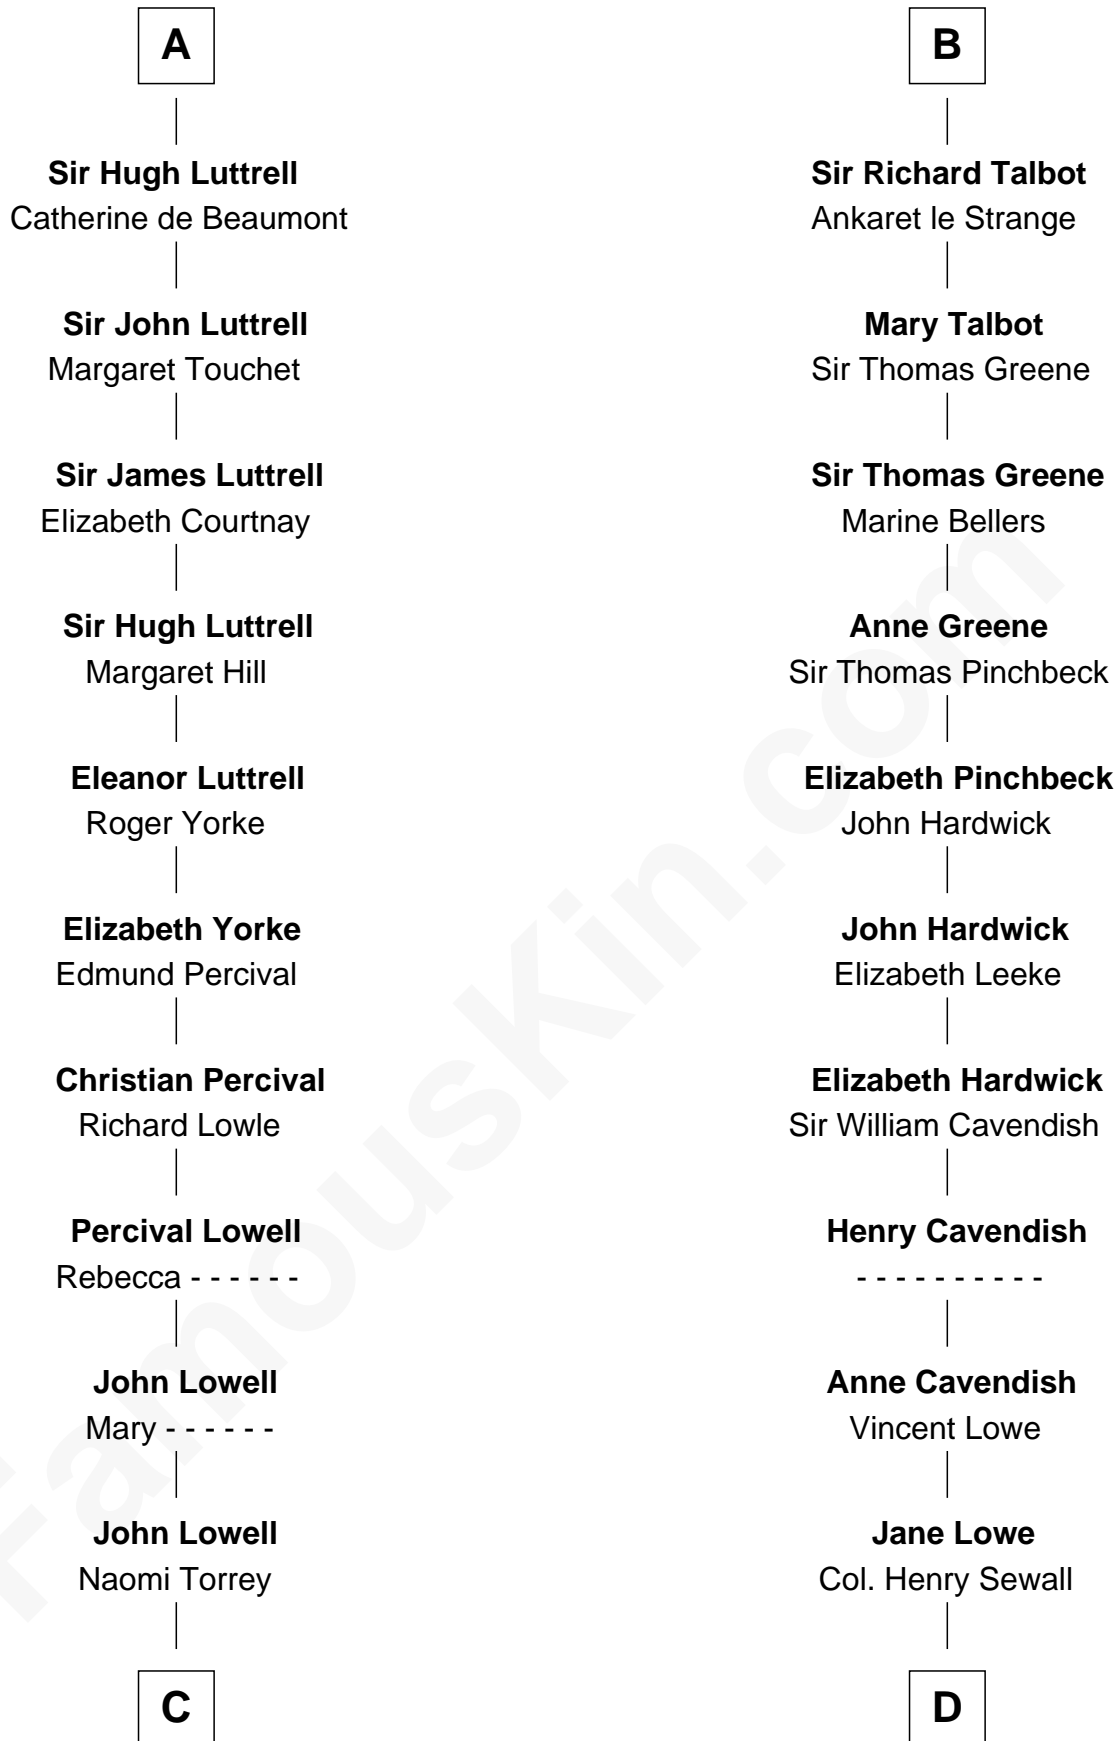 A
Sir Hugh Luttrell
Catherine de Beaumont
Sir John Luttrell
Margaret Touchet
Sir James Luttrell
Elizabeth Courtnay
Sir Hugh Luttrell
Margaret Hill
Eleanor Luttrell
Roger Yorke
Elizabeth Yorke
Edmund Percival
Christian Percival
Richard Lowle
Percival Lowell
Rebecca - - - - - -
John Lowell
Mary - - - - - -
John Lowell
Naomi Torrey
C
B
Sir Richard Talbot
Ankaret le Strange
Mary Talbot
Sir Thomas Greene
Sir Thomas Greene
Marine Bellers
Anne Greene
Sir Thomas Pinchbeck
Elizabeth Pinchbeck
John Hardwick
John Hardwick
Elizabeth Leeke
Elizabeth Hardwick
Sir William Cavendish
Henry Cavendish
- - - - - - - - - -
Anne Cavendish
Vincent Lowe
Jane Lowe
Col. Henry Sewall
D
FamousKin.com